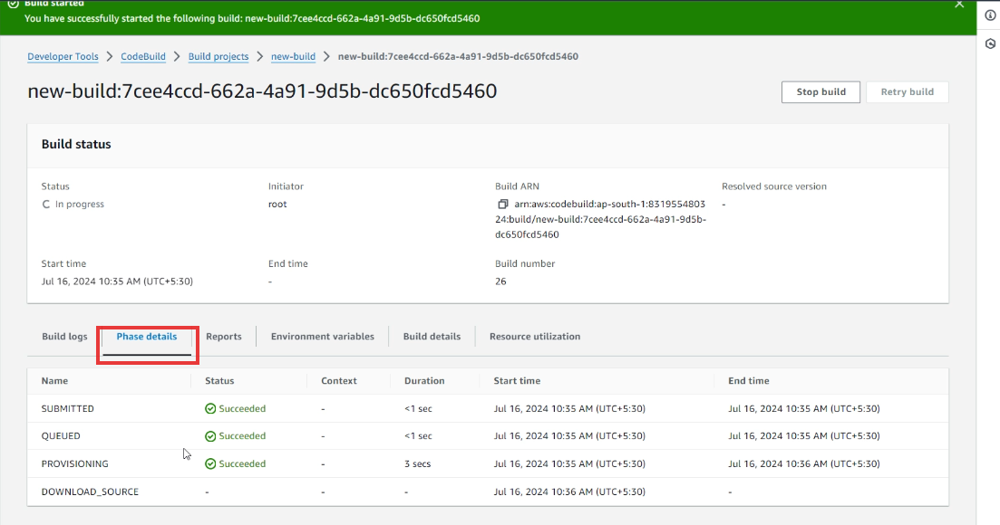 Build started
You have successfully started the following build: new-build:7cee4ccd-662a-4a91-9d5b-dc650fcd5460
Developer Tools > CodeBuild > Build projects > new-build > new-build:7cee4ccd-662a-4a91-9d5b-dc650fcd5460
new-build:7cee4ccd-662a-4a91-9d5b-dc650fcd5460
Stop build Retry build
Build status
Status Initiator Build ARN Resolved source version
In progress root arn:aws:codebuild:ap-south-1:8319554803 -
24:build/new-build:7cee4ccd-662a-4a91-9d5b-
dc650fcd5460
Start time End time Build number
Jul 16, 2024 10:35 AM (UTC+5:30) - 26
Build logs Phase details Reports Environment variables Build details Resource utilization
Name Status Context Duration Start time End time
SUBMITTED Succeeded - <1 sec Jul 16, 2024 10:35 AM (UTC+5:30) Jul 16, 2024 10:35 AM (UTC+5:30)
QUEUED Succeeded - <1 sec Jul 16, 2024 10:35 AM (UTC+5:30) Jul 16, 2024 10:35 AM (UTC+5:30)
PROVISIONING Succeeded - 3 secs Jul 16, 2024 10:35 AM (UTC+5:30) Jul 16, 2024 10:36 AM (UTC+5:30)
DOWNLOAD_SOURCE - - - Jul 16, 2024 10:36 AM (UTC+5:30) -